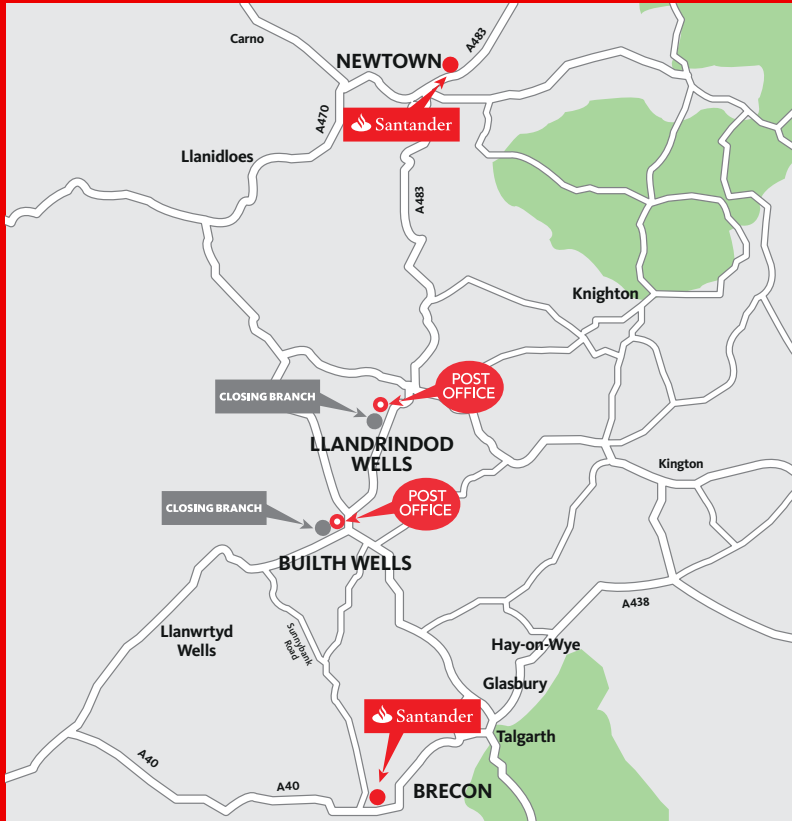 Carno
A483
NEWTOWN
A470
Santander
Llanidloes
A483
Knighton
POST
OFFICE
CLOSING BRANCH
LLANDRINDOD
WELLS
Kington
POST
OFFICE
CLOSING BRANCH
BUILTH WELLS
A438
Llanwrtyd
Wells
Sunnybank
Road
Hay-on-Wye
Glasbury
Santander
Talgarth
A40
A40
BRECON